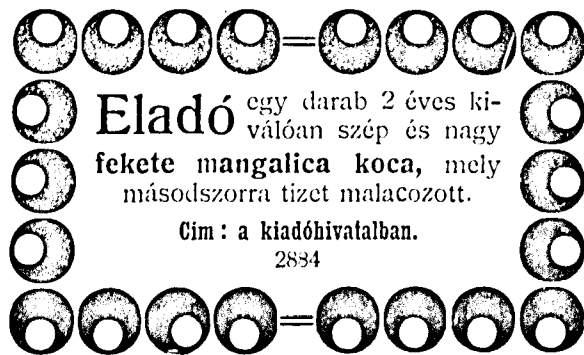 Eladó egy darab 2 éves ki-
válóan szép és nagy
fekete mangalica koca, mely
másodszorra tizet malacozott.
Cim : a kiadóhivatalban.
2884